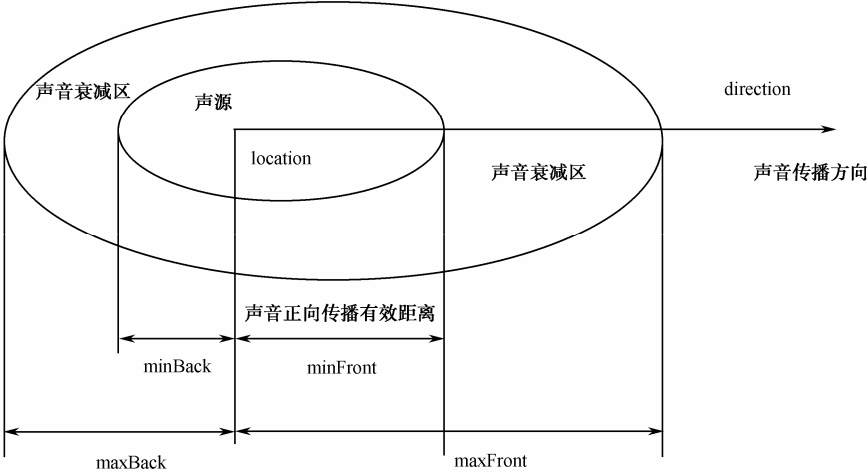 声音衰减区
声源
direction
location
声音衰减区
声音传播方向
声音正向传播有效距离
minBack
minFront
maxBack
maxFront